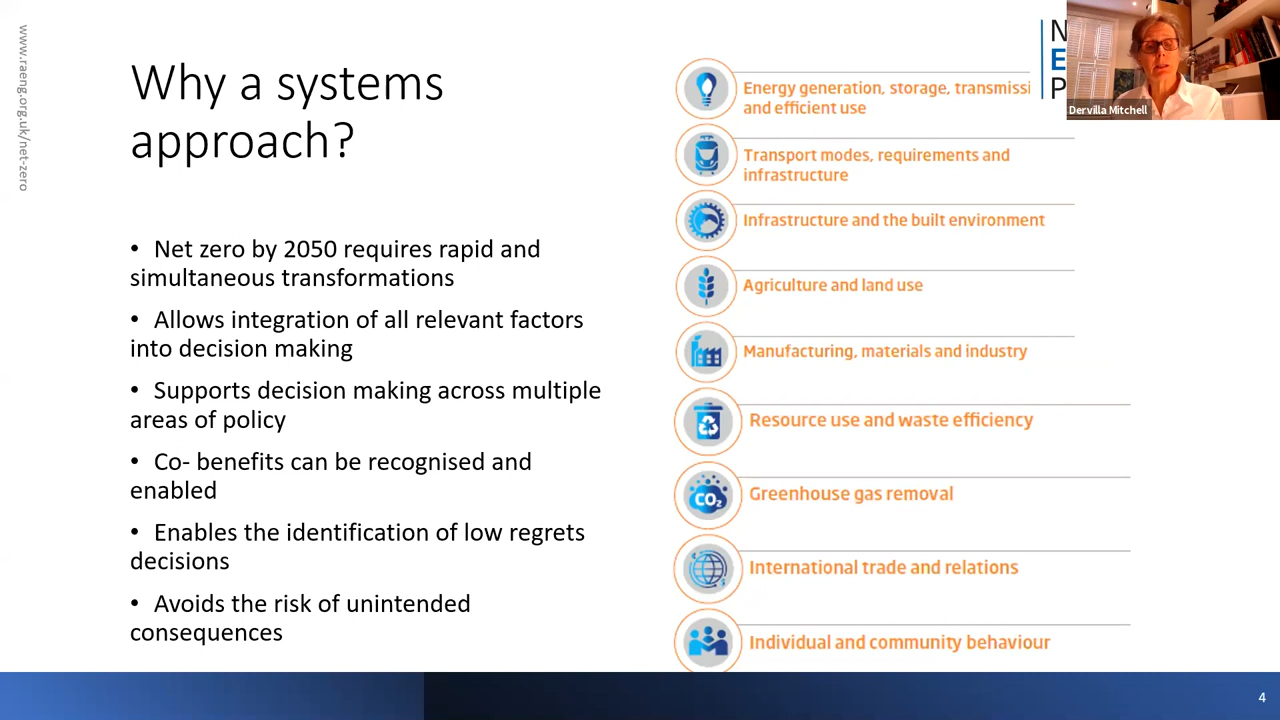 www.raeng.org.uk/net-zero
Why a systems
approach?
• Net zero by 2050 requires rapid and
simultaneous transformations
• Allows integration of all relevant factors
into decision making
• Supports decision making across multiple
areas of policy
• Co- benefits can be recognised and
enabled
• Enables the identification of low regrets
decisions
• Avoids the risk of unintended
consequences
Energy generation, storage, transmissi
and efficient use
Transport modes, requirements and
infrastructure
Infrastructure and the built environment
Agriculture and land use
Manufacturing, materials and industry
Resource use and waste efficiency
CO₂
Greenhouse gas removal
International trade and relations
Individual and community behaviour
N
E
P
Dervilla Mitchell
4